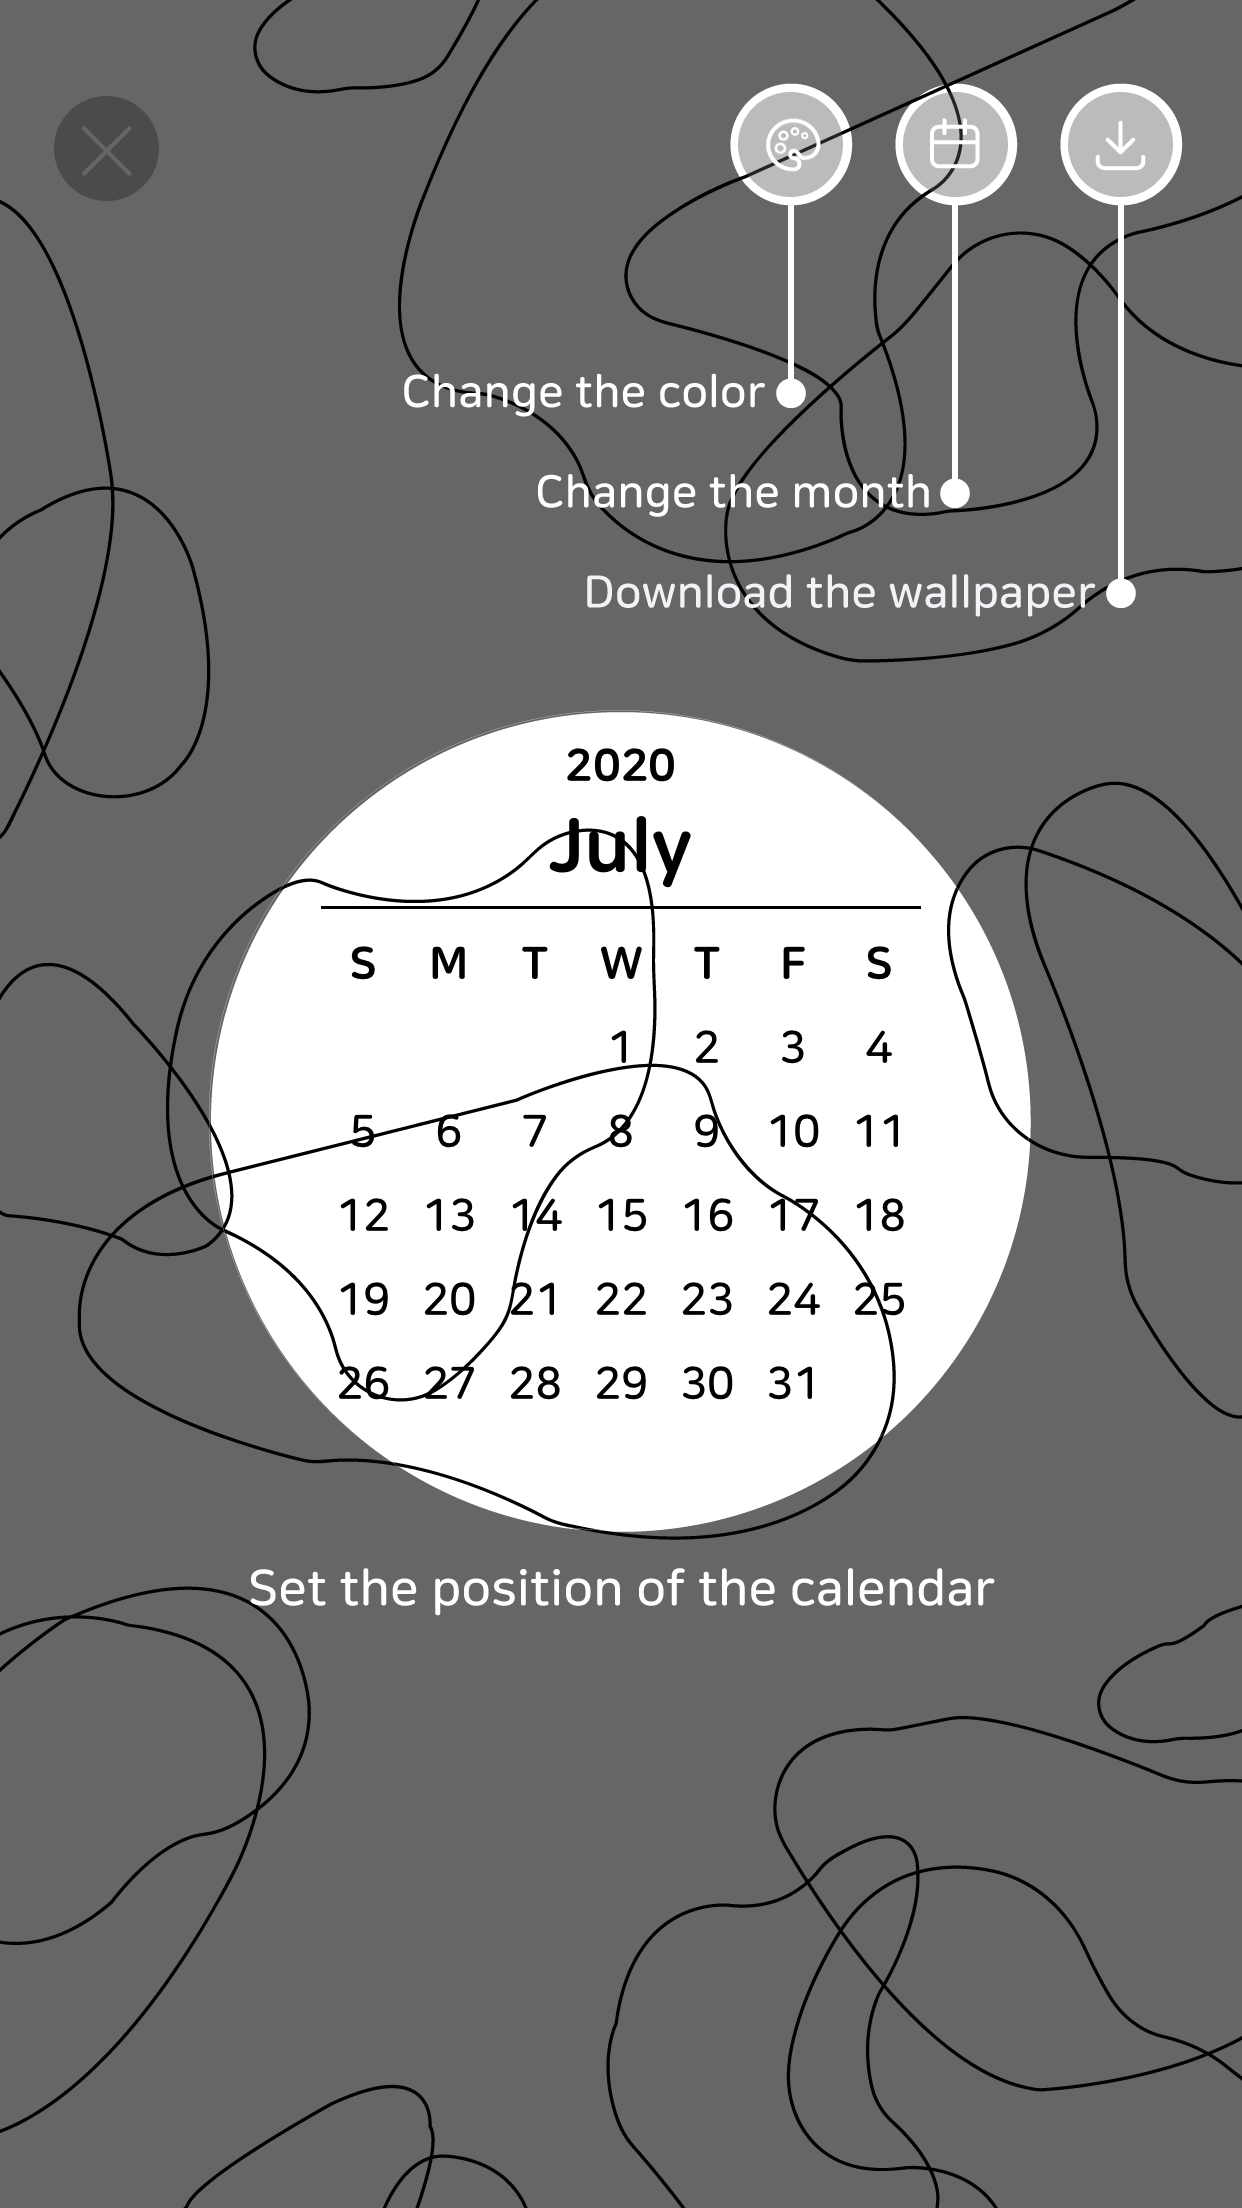 Change the color
Change the month
Download the wallpaper
2020
July
S M T W T F S
1 2 3 4
5 6 7 8 9 10 11
12 13 14 15 16 17 18
19 20 21 22 23 24 25
26 27 28 29 30 31
Set the position of the calendar